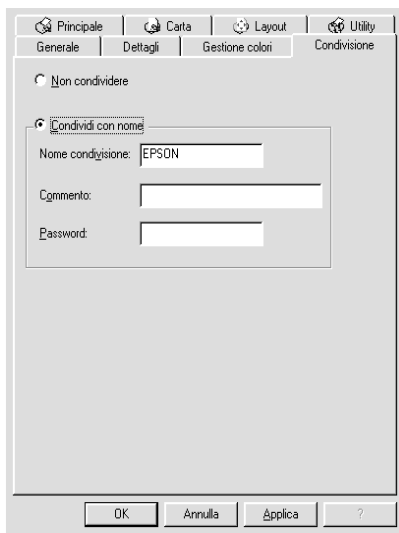 Principale Carta Layout Utility
Generale Dettagli Gestione colori Condivisione
Non condividere
Condividi con nome
Nome condivisione: EPSON
Commento:
Password:
OK Annulla Applica ?